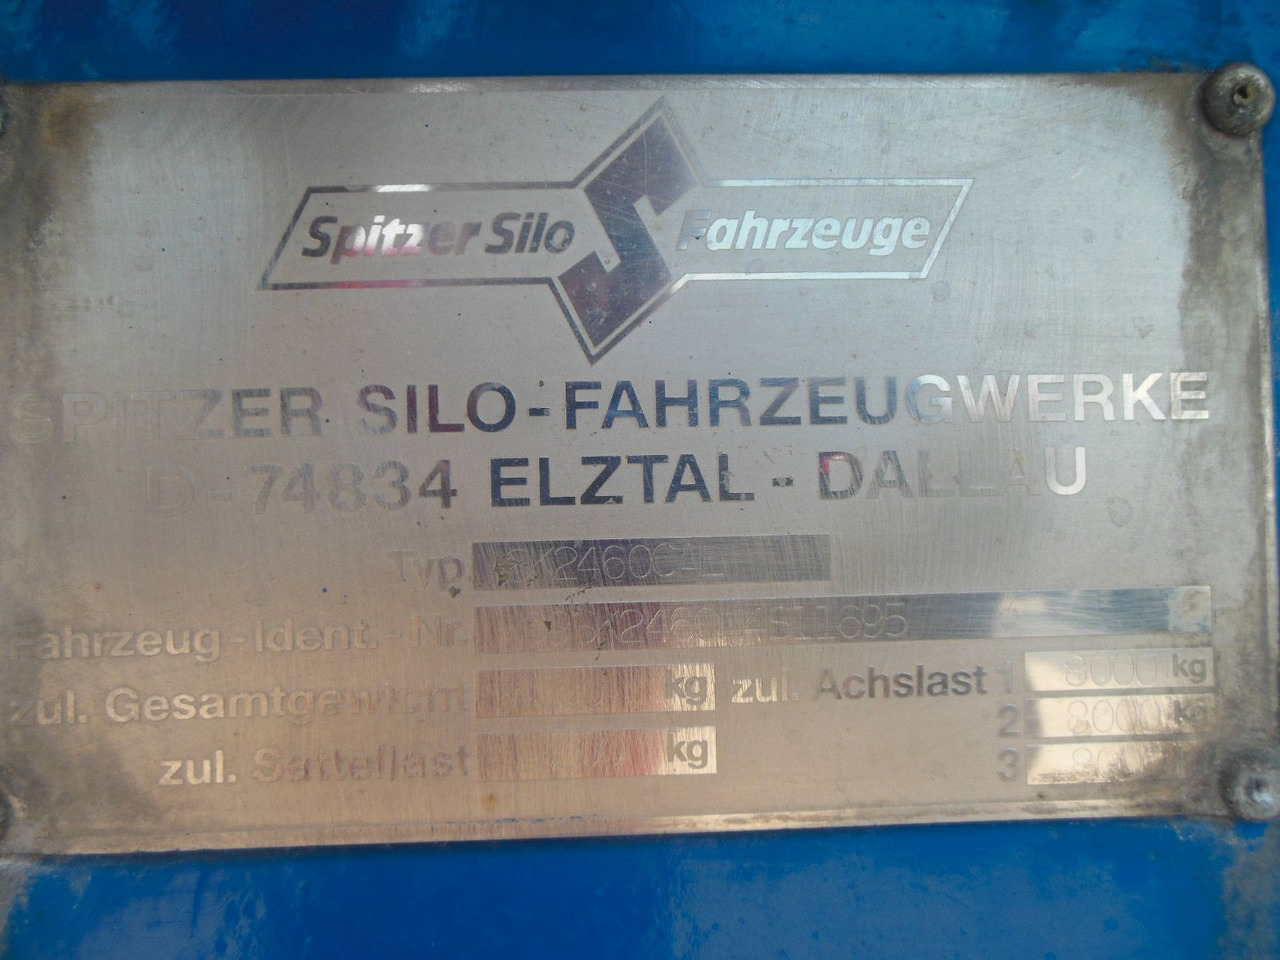 Spitzer Silo Fahrzeuge
SPITZER SILO-FAHRZEUGWERKE
D-74834 ELZTAL-DALLAU
Typ.
Fahrzeug-Ident.-Nr.
zul. Gesamtgewicht kg zul. Achslast 1 8000 kg
2 8000 kg
zul. Sattellast kg 3